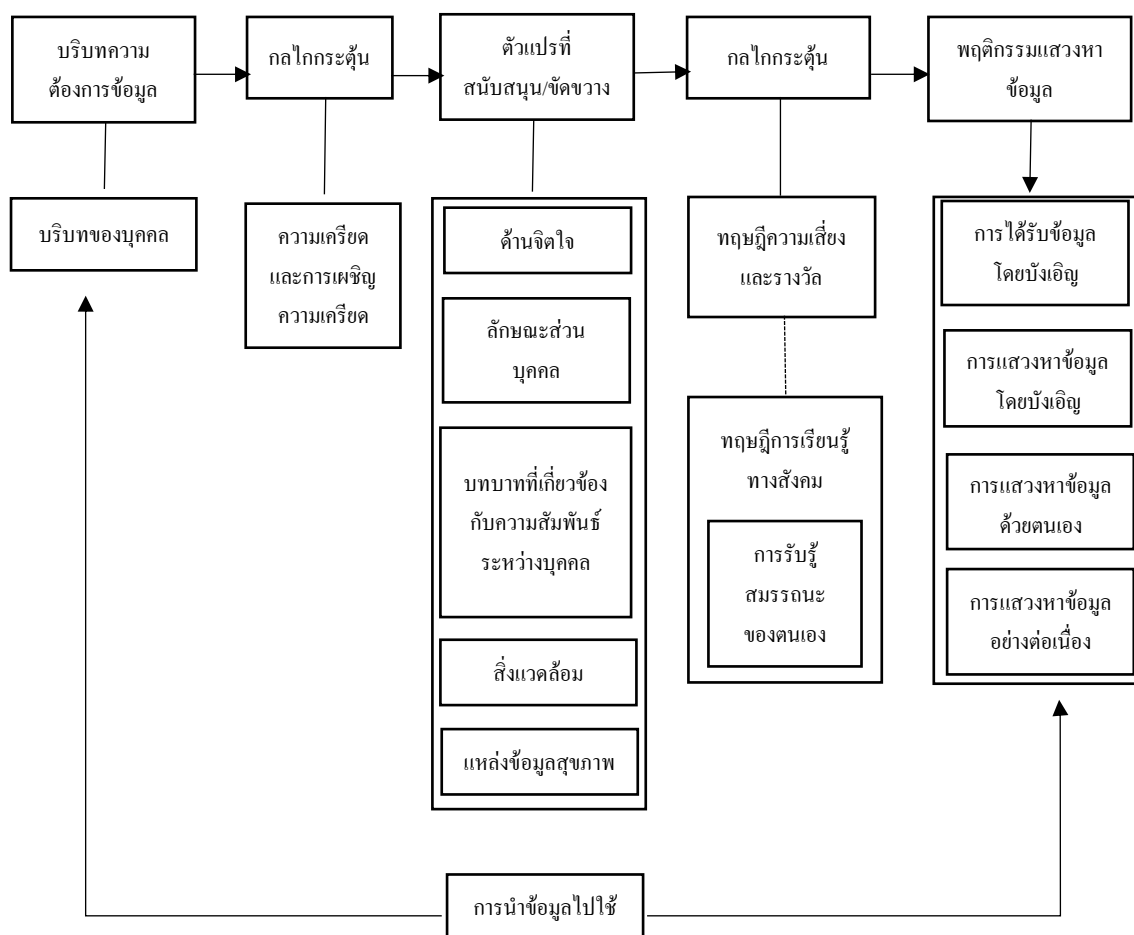 บริบทความ
ต้องการข้อมูล
กลไกกระตุ้น
ตัวแปรที่
สนับสนุน/ขัดขวาง
กลไกกระตุ้น
พฤติกรรมแสวงหา
ข้อมูล
บริบทของบุคคล
ความเครียด
และการเผชิญ
ความเครียด
ด้านจิตใจ
ลักษณะส่วน
บุคคล
บทบาทที่เกี่ยวข้อง
กับความสัมพันธ์
ระหว่างบุคคล
สิ่งแวดล้อม
แหล่งข้อมูลสุขภาพ
ทฤษฎีความเสี่ยง
และรางวัล
ทฤษฎีการเรียนรู้
ทางสังคม
การรับรู้
สมรรถนะ
ของตนเอง
การได้รับข้อมูล
โดยบังเอิญ
การแสวงหาข้อมูล
โดยบังเอิญ
การแสวงหาข้อมูล
ด้วยตนเอง
การแสวงหาข้อมูล
อย่างต่อเนื่อง
การนำข้อมูลไปใช้